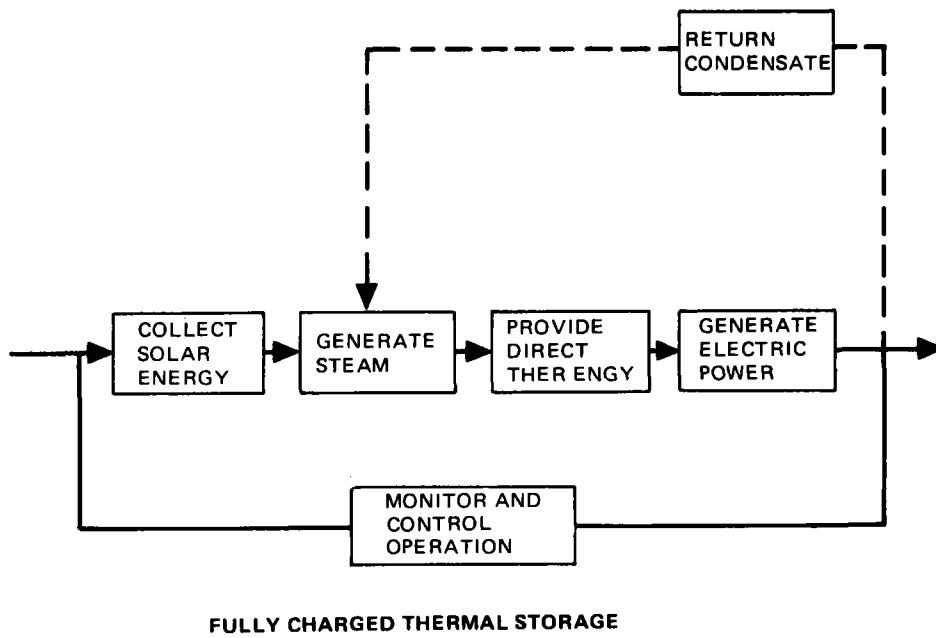 RETURN
CONDENSATE
COLLECT
SOLAR
ENERGY
GENERATE
STEAM
PROVIDE
DIRECT
THER ENGY
GENERATE
ELECTRIC
POWER
MONITOR AND
CONTROL
OPERATION
FULLY CHARGED THERMAL STORAGE